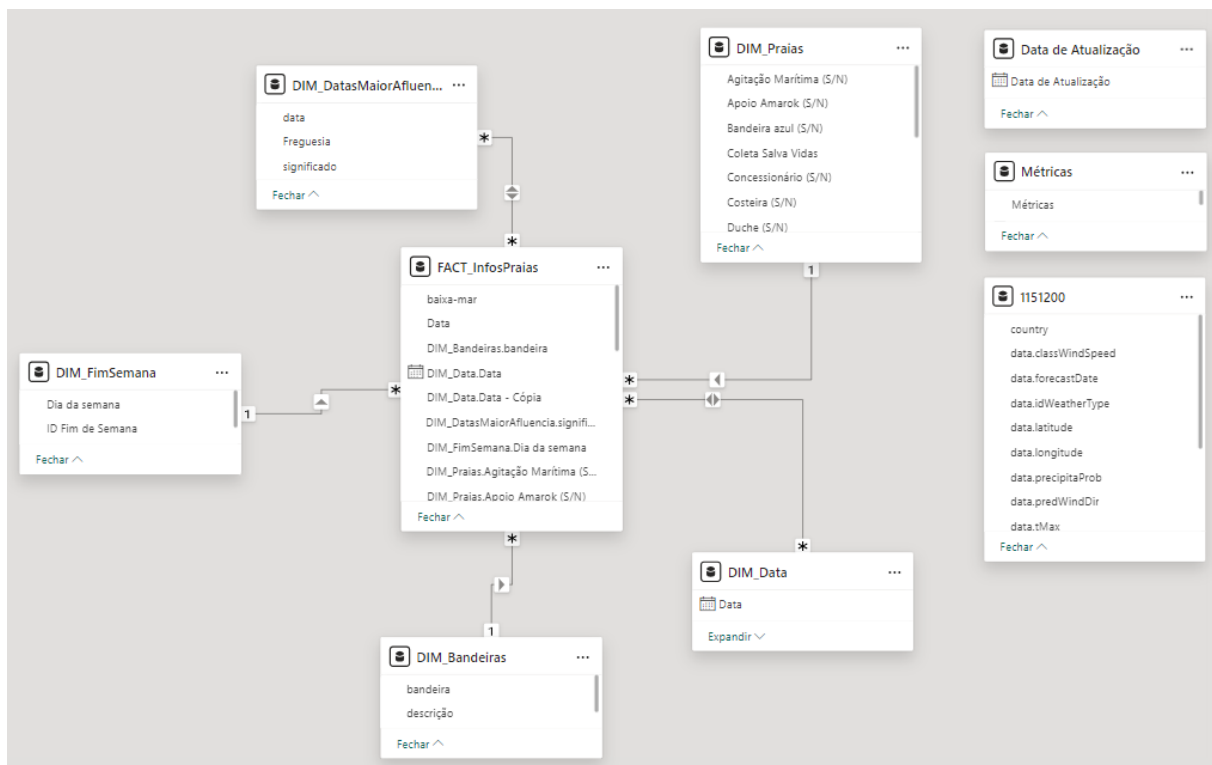 DIM_DatasMaiorAfluen...
data
Freguesia
significado
Fechar
*
*
DIM_Praias
Agitação Marítima (S/N)
Apoio Amarok (S/N)
Bandeira azul (S/N)
Coleta Salva Vidas
Concessionário (S/N)
Costeira (S/N)
Duche (S/N)
Fechar
1
Data de Atualização
Data de Atualização
Fechar
Métricas
Métricas
Fechar
FACT_InfosPraias
baixa-mar
Data
DIM_Bandeiras.bandeira
DIM_Data.Data
DIM_Data.Data - Cópia
DIM_DatasMaiorAfluencia.signifi...
DIM_FimSemana.Dia da semana
DIM_Praias.Agitação Marítima (S...
DIM_Praias.Apoio Amarok (S/N)
Fechar
*
*
*
*
1151200
country
data.classWindSpeed
data.forecastDate
data.idWeatherType
data.latitude
data.longitude
data.precipitaProb
data.predWindDir
data.tMax
Fechar
DIM_FimSemana
Dia da semana
ID Fim de Semana
Fechar
1
*
DIM_Data
Data
Expandir
1
DIM_Bandeiras
bandeira
descrição
Fechar